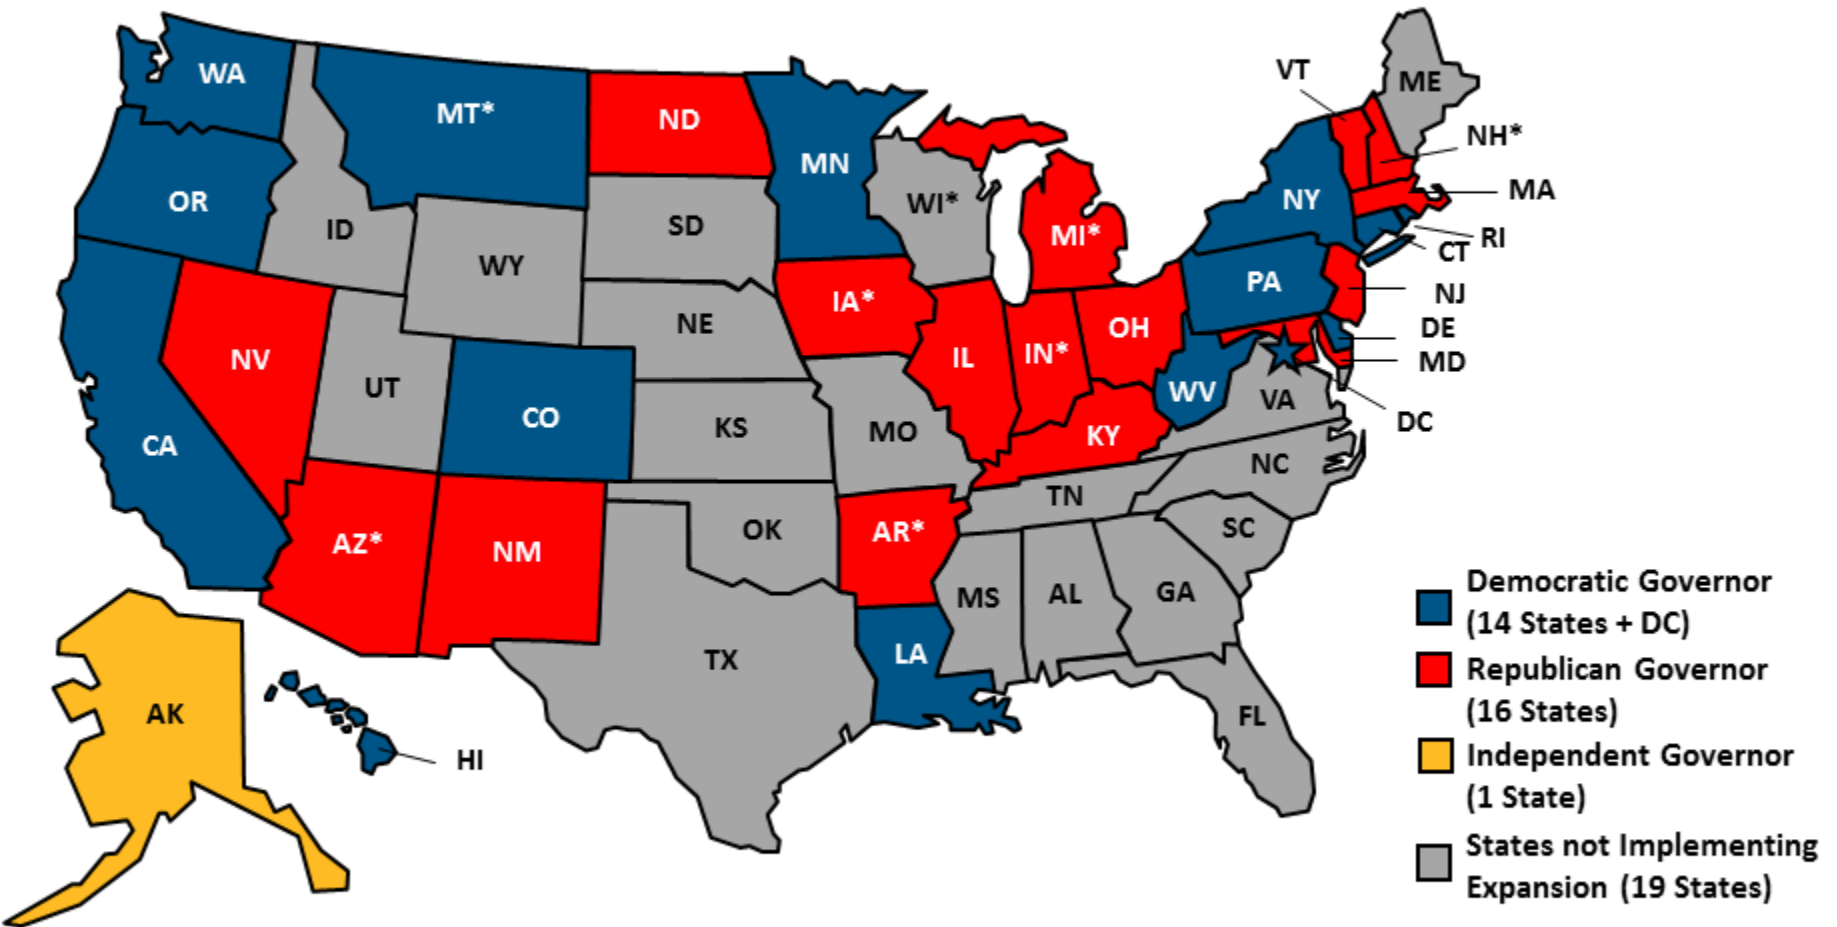 WA
MT*
ND
MN
VT
ME
NH*
OR
ID
WY
SD
WI*
MI*
NY
MA
RI
CT
NV
UT
CO
NE
IA*
IL
IN*
OH
PA
NJ
DE
MD
WV
VA
DC
CA
KS
MO
KY
NC
TN
AZ*
NM
OK
AR*
SC
TX
LA
MS
AL
GA
FL
AK
HI
Democratic Governor
(14 States + DC)
Republican Governor
(16 States)
Independent Governor
(1 State)
States not Implementing
Expansion (19 States)